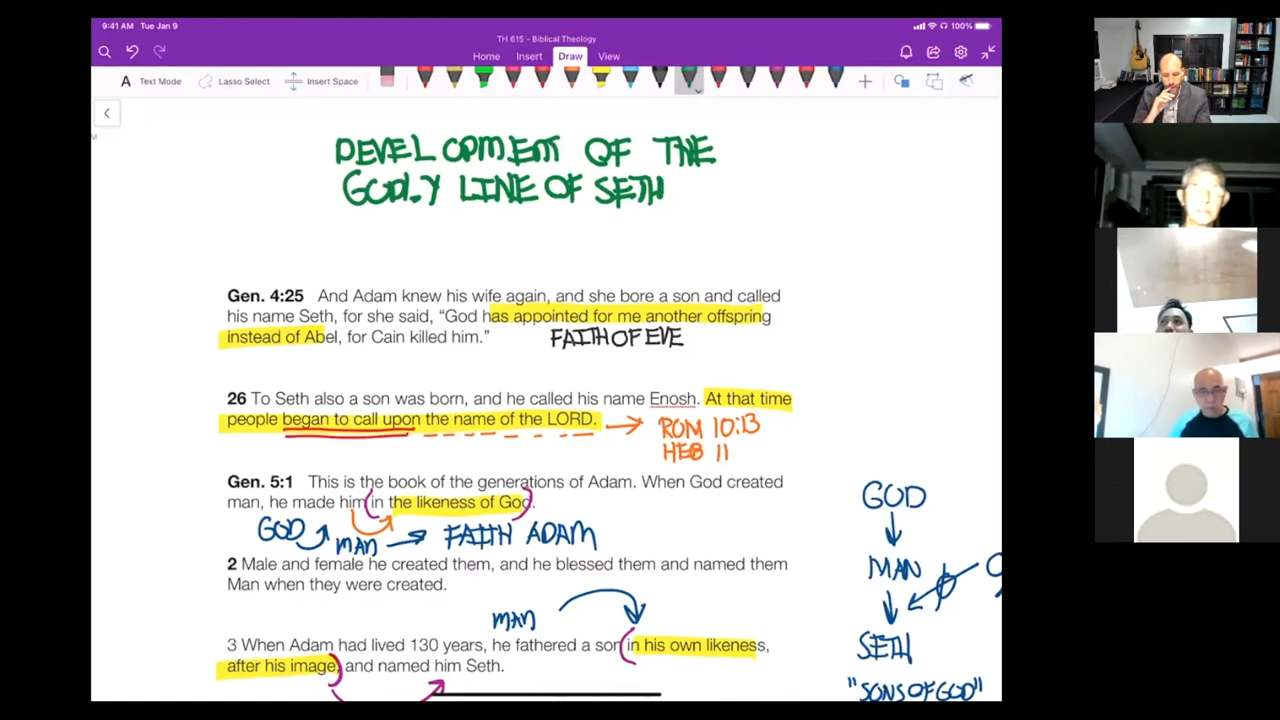 9:41 AM Tue Jan 9
100%
TH 615 - Biblical Theology
Home Insert Draw View
Text Mode Lasso Select Insert Space
M
DEVELOPMENT OF THE
GODLY LINE OF SETH
Gen. 4:25 And Adam knew his wife again, and she bore a son and called
his name Seth, for she said, “God has appointed for me another offspring
instead of Abel, for Cain killed him.”
FAITH OF EVE
26 To Seth also a son was born, and he called his name Enosh. At that time
people began to call upon the name of the LORD.
ROM 10:13
HEB 11
Gen. 5:1 This is the book of the generations of Adam. When God created
man, he made him (in the likeness of God).
GOD MAN FAITH ADAM
2 Male and female he created them, and he blessed them and named them
Man when they were created.
MAN
3 When Adam had lived 130 years, he fathered a son (in his own likeness,
after his image) and named him Seth.
GOD
MAN
SETH
"SONS OF GOD"